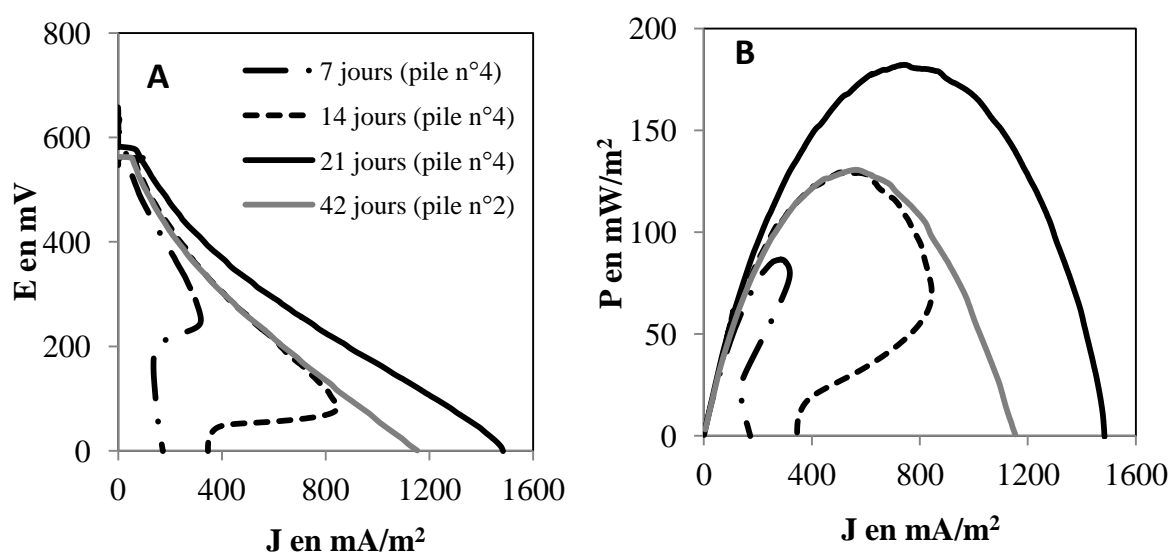 A
800
600
400
200
0
E en mV
7 jours (pile n°4)
14 jours (pile n°4)
21 jours (pile n°4)
42 jours (pile n°2)
0 400 800 1200 1600
J en mA/m²
B
200
150
100
50
0
P en mW/m²
0 400 800 1200 1600
J en mA/m²